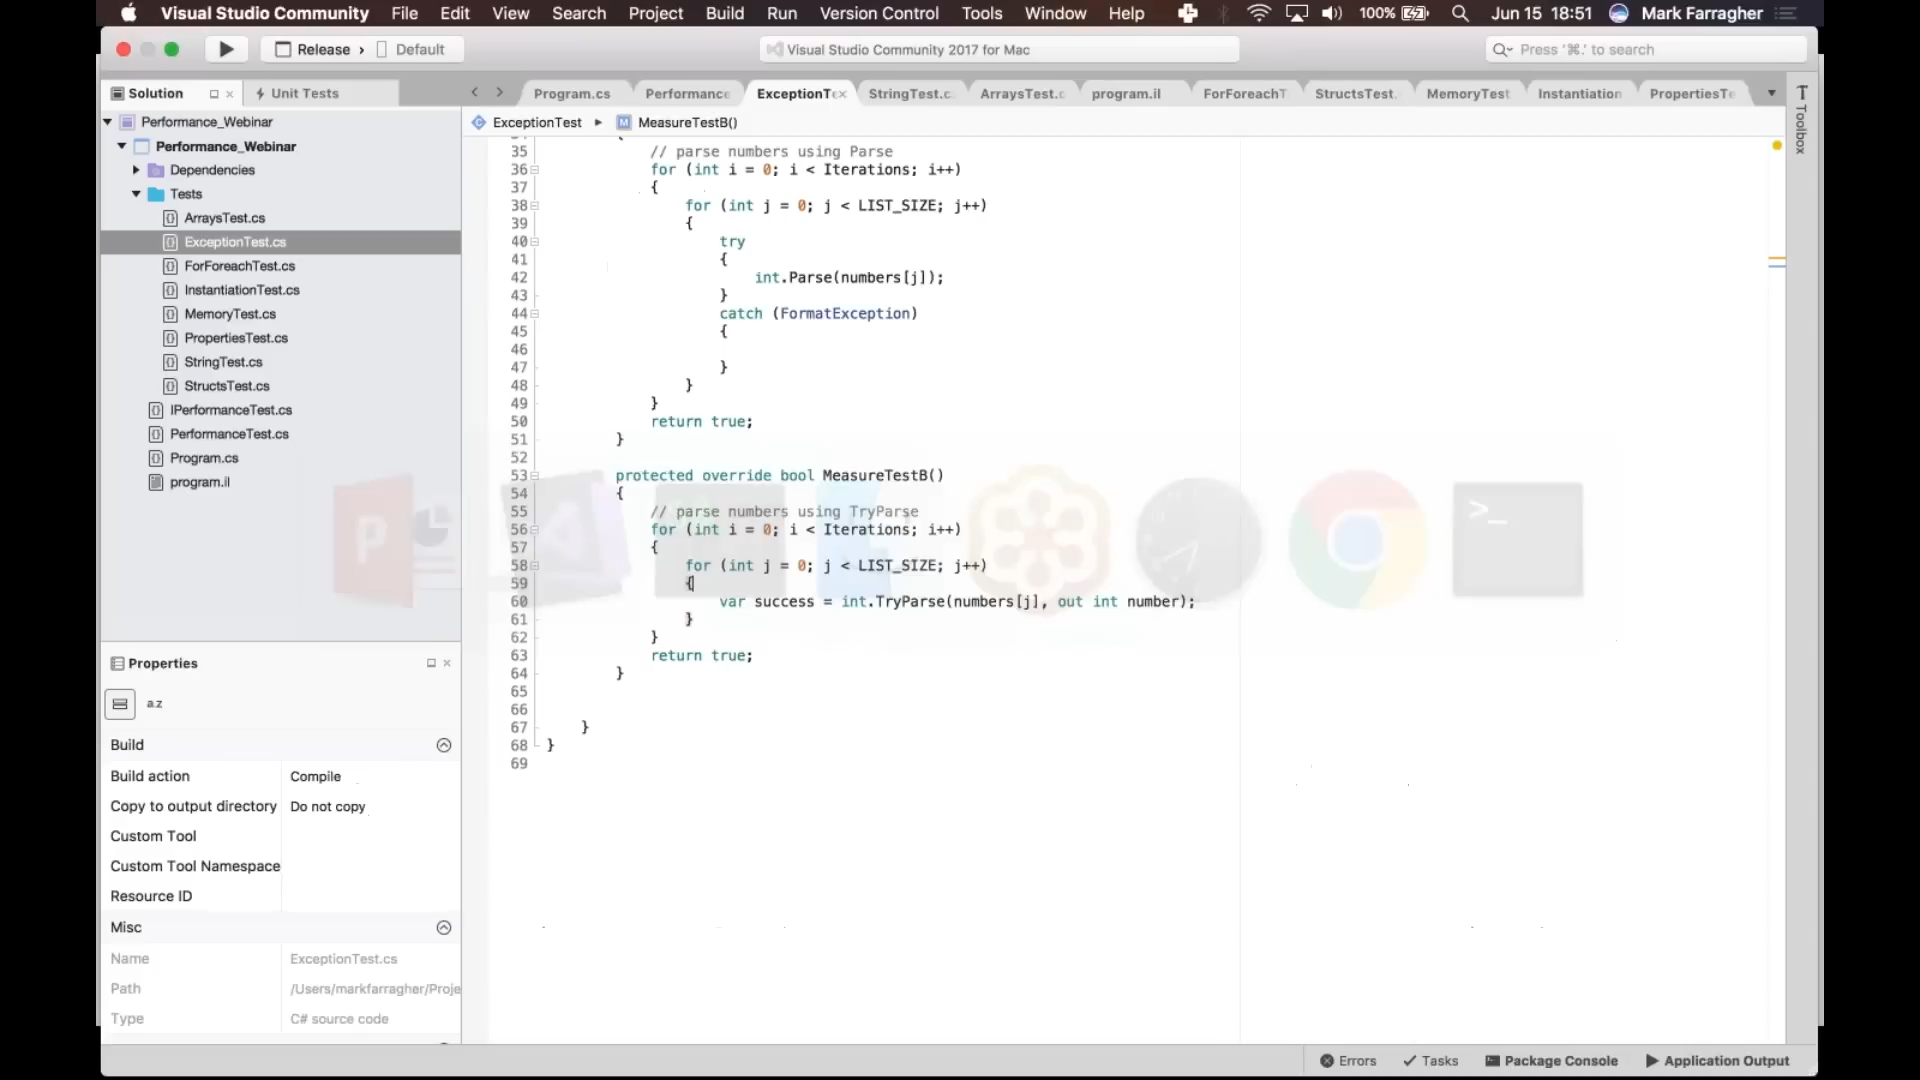 Visual Studio Community File Edit View Search Project Build Run Version Control Tools Window Help 100% Jun 15 18:51 Mark Farragher
Release › Default Visual Studio Community 2017 for Mac Press '⌘.' to search
Solution Unit Tests
Program.cs Performance ExceptionTe StringTest.c ArraysTest.c program.il ForForeachT StructsTest. MemoryTest Instantiation PropertiesTe
Toolbox
ExceptionTest MeasureTestB()
Performance_Webinar
Performance_Webinar
Dependencies
Tests
ArraysTest.cs
ExceptionTest.cs
ForForeachTest.cs
InstantiationTest.cs
MemoryTest.cs
PropertiesTest.cs
StringTest.cs
StructsTest.cs
IPerformanceTest.cs
PerformanceTest.cs
Program.cs
program.il
35 // parse numbers using Parse
36 for (int i = 0; i < Iterations; i++)
37 {
38 for (int j = 0; j < LIST_SIZE; j++)
39 {
40 try
41 {
42 int.Parse(numbers[j]);
43 }
44 catch (FormatException)
45 {
46
47 }
48 }
49 }
50 return true;
51 }
52
53 protected override bool MeasureTestB()
54 {
55 // parse numbers using TryParse
56 for (int i = 0; i < Iterations; i++)
57 {
58 for (int j = 0; j < LIST_SIZE; j++)
59 {
60 var success = int.TryParse(numbers[j], out int number);
61 }
62 }
63 return true;
64 }
65
66
67 }
68 }
69
P
>_
Properties
a.z
Build
Build action Compile
Copy to output directory Do not copy
Custom Tool
Custom Tool Namespace
Resource ID
Misc
Name ExceptionTest.cs
Path /Users/markfarragher/Proje
Type C# source code
Errors Tasks Package Console Application Output